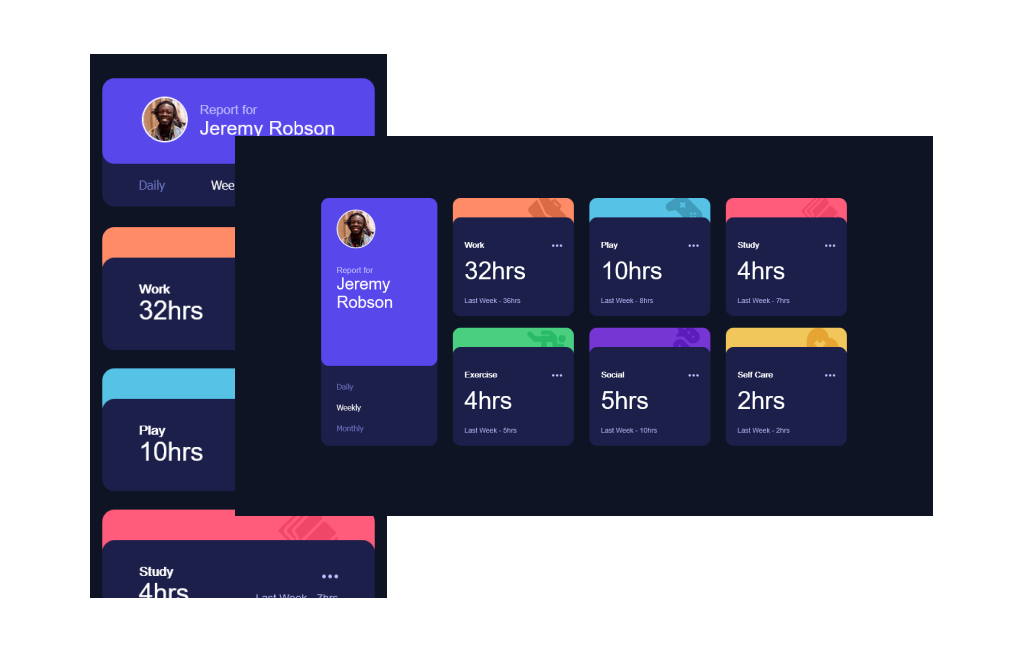 Report for
Jeremy Robson
Daily
Wee
Work
32hrs
Play
10hrs
Study
4hrs
Last Week - 7hrs
Report for
Jeremy
Robson
Daily
Weekly
Monthly
Work
32hrs
Last Week - 36hrs
Play
10hrs
Last Week - 8hrs
Study
4hrs
Last Week - 7hrs
Exercise
4hrs
Last Week - 5hrs
Social
5hrs
Last Week - 10hrs
Self Care
2hrs
Last Week - 2hrs